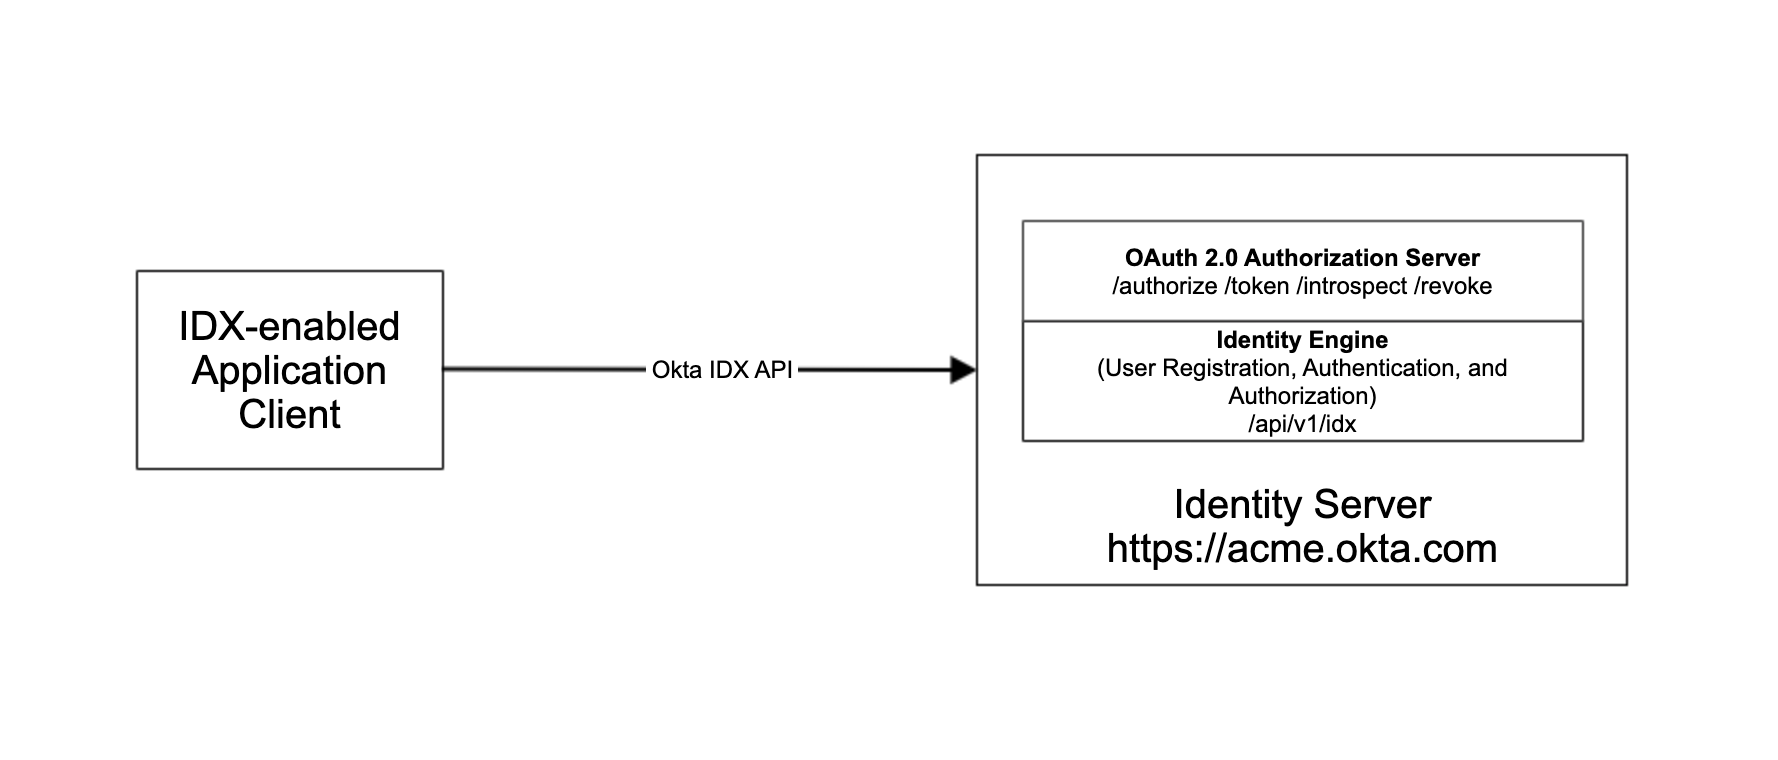 IDX-enabled
Application
Client
Okta IDX API
OAuth 2.0 Authorization Server
/authorize /token /introspect /revoke
Identity Engine
(User Registration, Authentication, and
Authorization)
/api/v1/idx
Identity Server
https://acme.okta.com